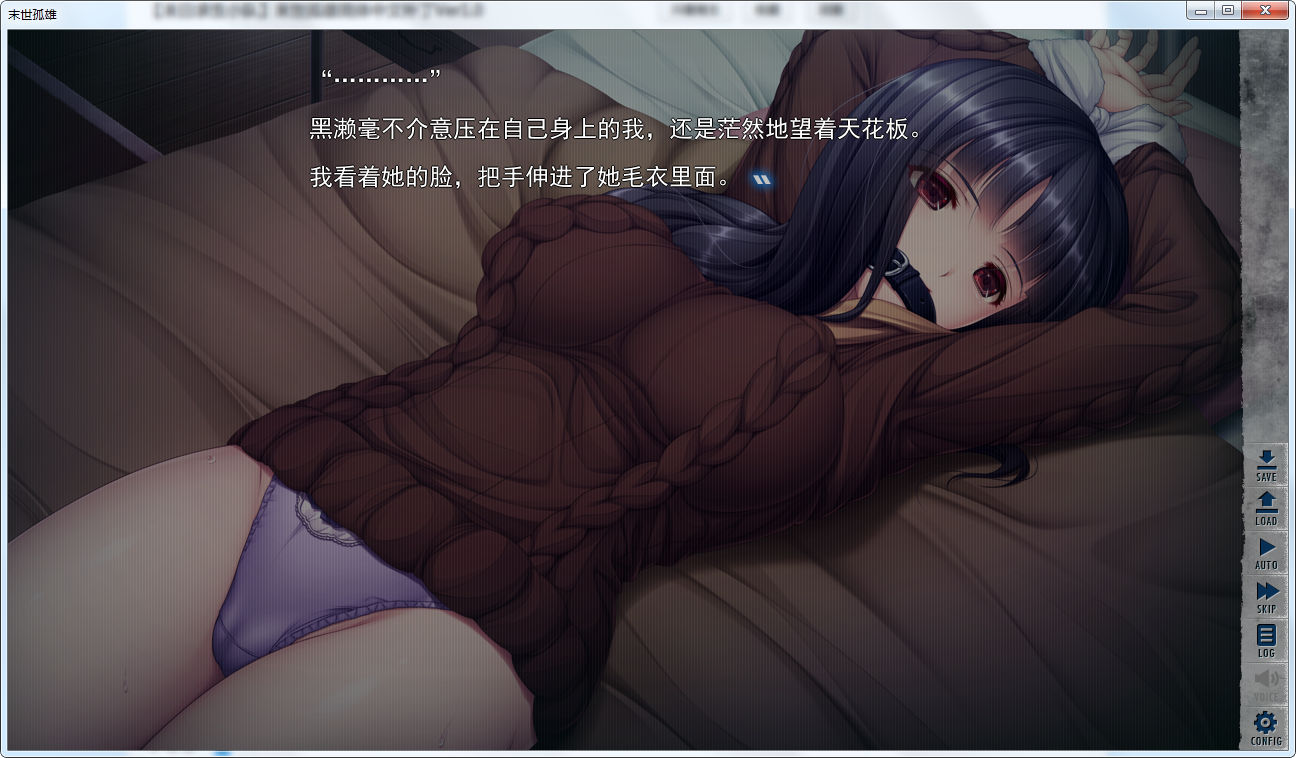 末世孤雄
“…………”
黑濑毫不介意压在自己身上的我，还是茫然地望着天花板。
我看着她的脸，把手伸进了她毛衣里面。
SAVE
LOAD
AUTO
SKIP
LOG
VOICE
CONFIG